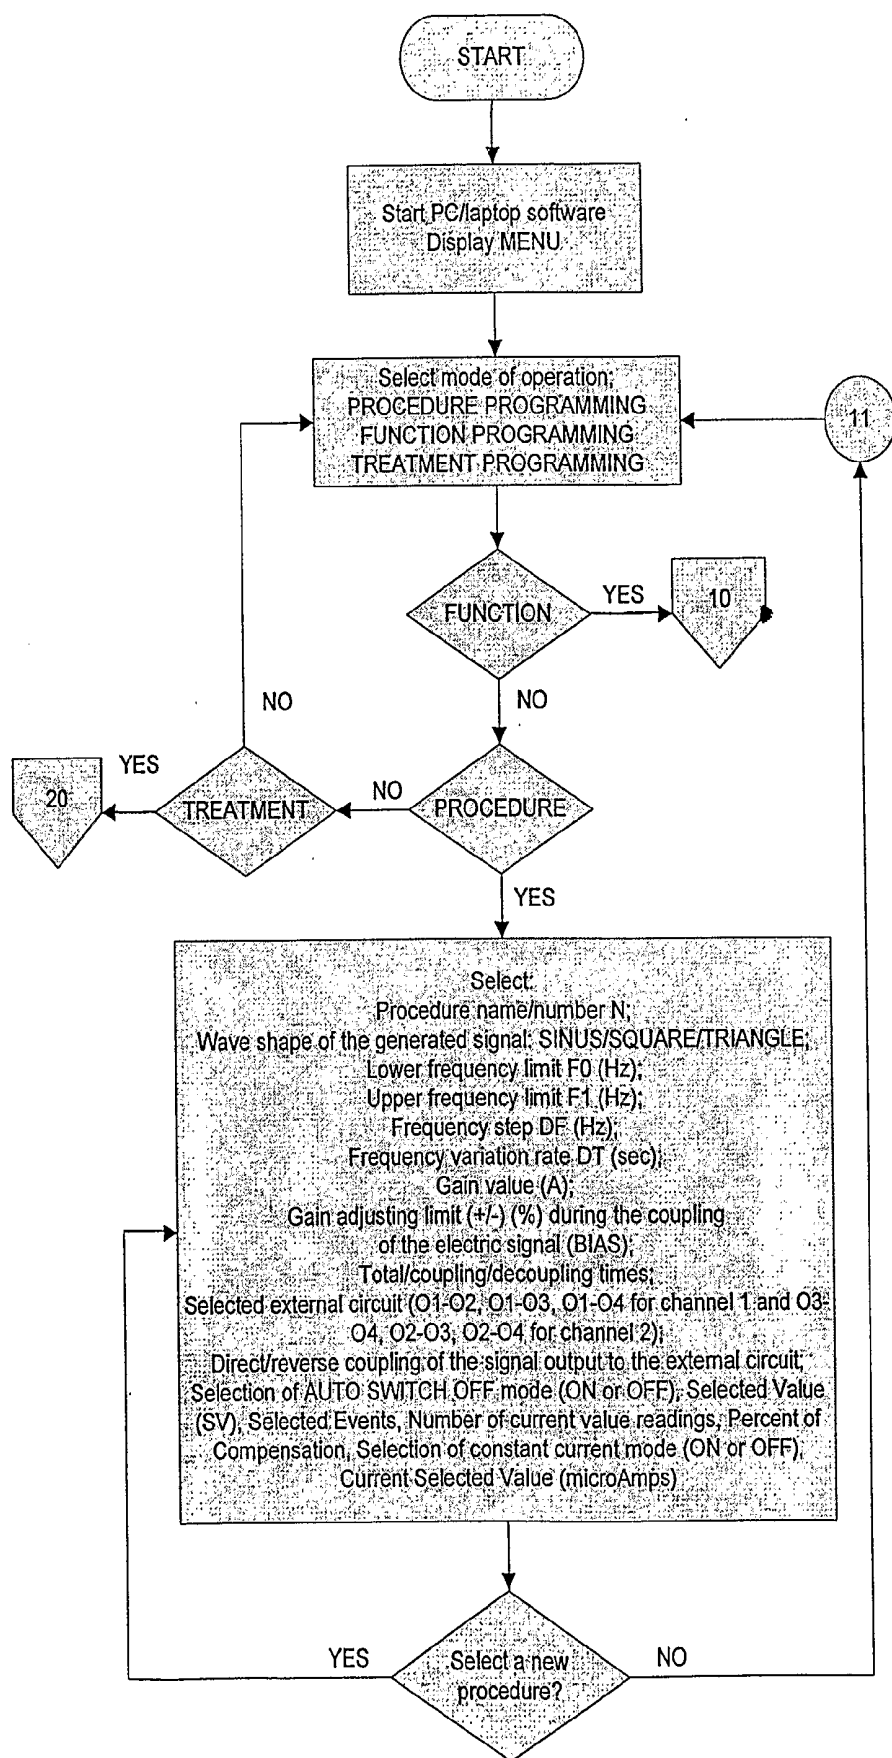 START
Start PC/laptop software
Display MENU
Select mode of operation;
PROCEDURE PROGRAMMING
FUNCTION PROGRAMMING
TREATMENT PROGRAMMING
11
FUNCTION
YES
10
NO
NO
YES
20
TREATMENT
NO
PROCEDURE
YES
Select:
Procedure name/number N;
Wave shape of the generated signal: SINUS/SQUARE/TRIANGLE;
Lower frequency limit F0 (Hz);
Upper frequency limit F1 (Hz);
Frequency step DF (Hz);
Frequency variation rate DT (sec);
Gain value (A);
Gain adjusting limit (+/-) (%) during the coupling
of the electric signal (BIAS);
Total/coupling/decoupling times;
Selected external circuit (O1-O2, O1-O3, O1-O4 for channel 1 and O3-
O4, O2-O3, O2-O4 for channel 2);
Direct/reverse coupling of the signal output to the external circuit;
Selection of AUTO SWITCH OFF mode (ON or OFF), Selected Value
(SV), Selected Events, Number of current value readings, Percent of
Compensation, Selection of constant current mode (ON or OFF),
Current Selected Value (microAmps)
YES
Select a new
procedure?
NO